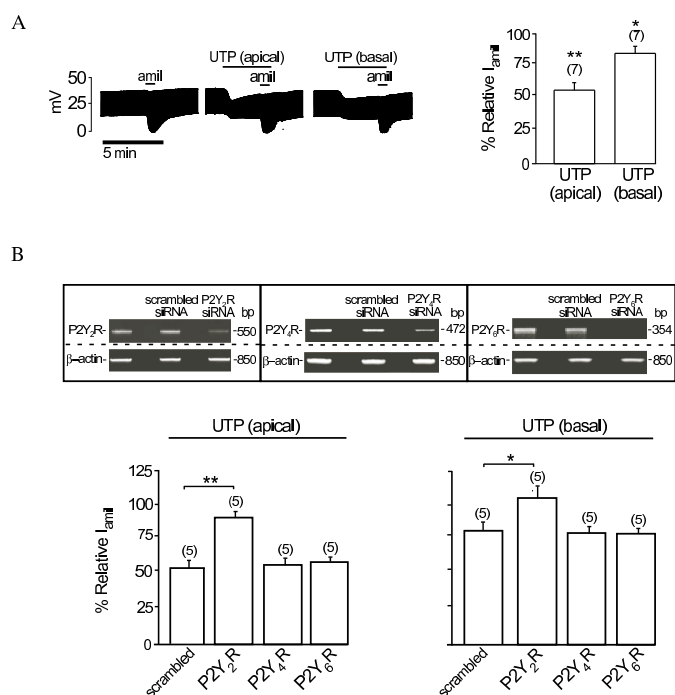 A
UTP (apical)
UTP (basal)
amil
amil
amil
50
25
0
mV
5 min
% Relative Iamil
100
75
50
25
0
**
(7)
*
(7)
UTP
(apical)
UTP
(basal)
B
scrambled
siRNA
P2Y2R
siRNA
bp
P2Y2R-
-550
β–actin-
-850
scrambled
siRNA
P2Y4R
siRNA
bp
P2Y4R-
-472
β–actin-
-850
scrambled
siRNA
P2Y6R
siRNA
bp
P2Y6R-
-354
β–actin-
-850
UTP (apical)
% Relative Iamil
125
100
75
50
25
0
**
(5)
(5)
(5)
(5)
scrambled
P2Y2R
P2Y4R
P2Y6R
UTP (basal)
*
(5)
(5)
(5)
(5)
scrambled
P2Y2R
P2Y4R
P2Y6R